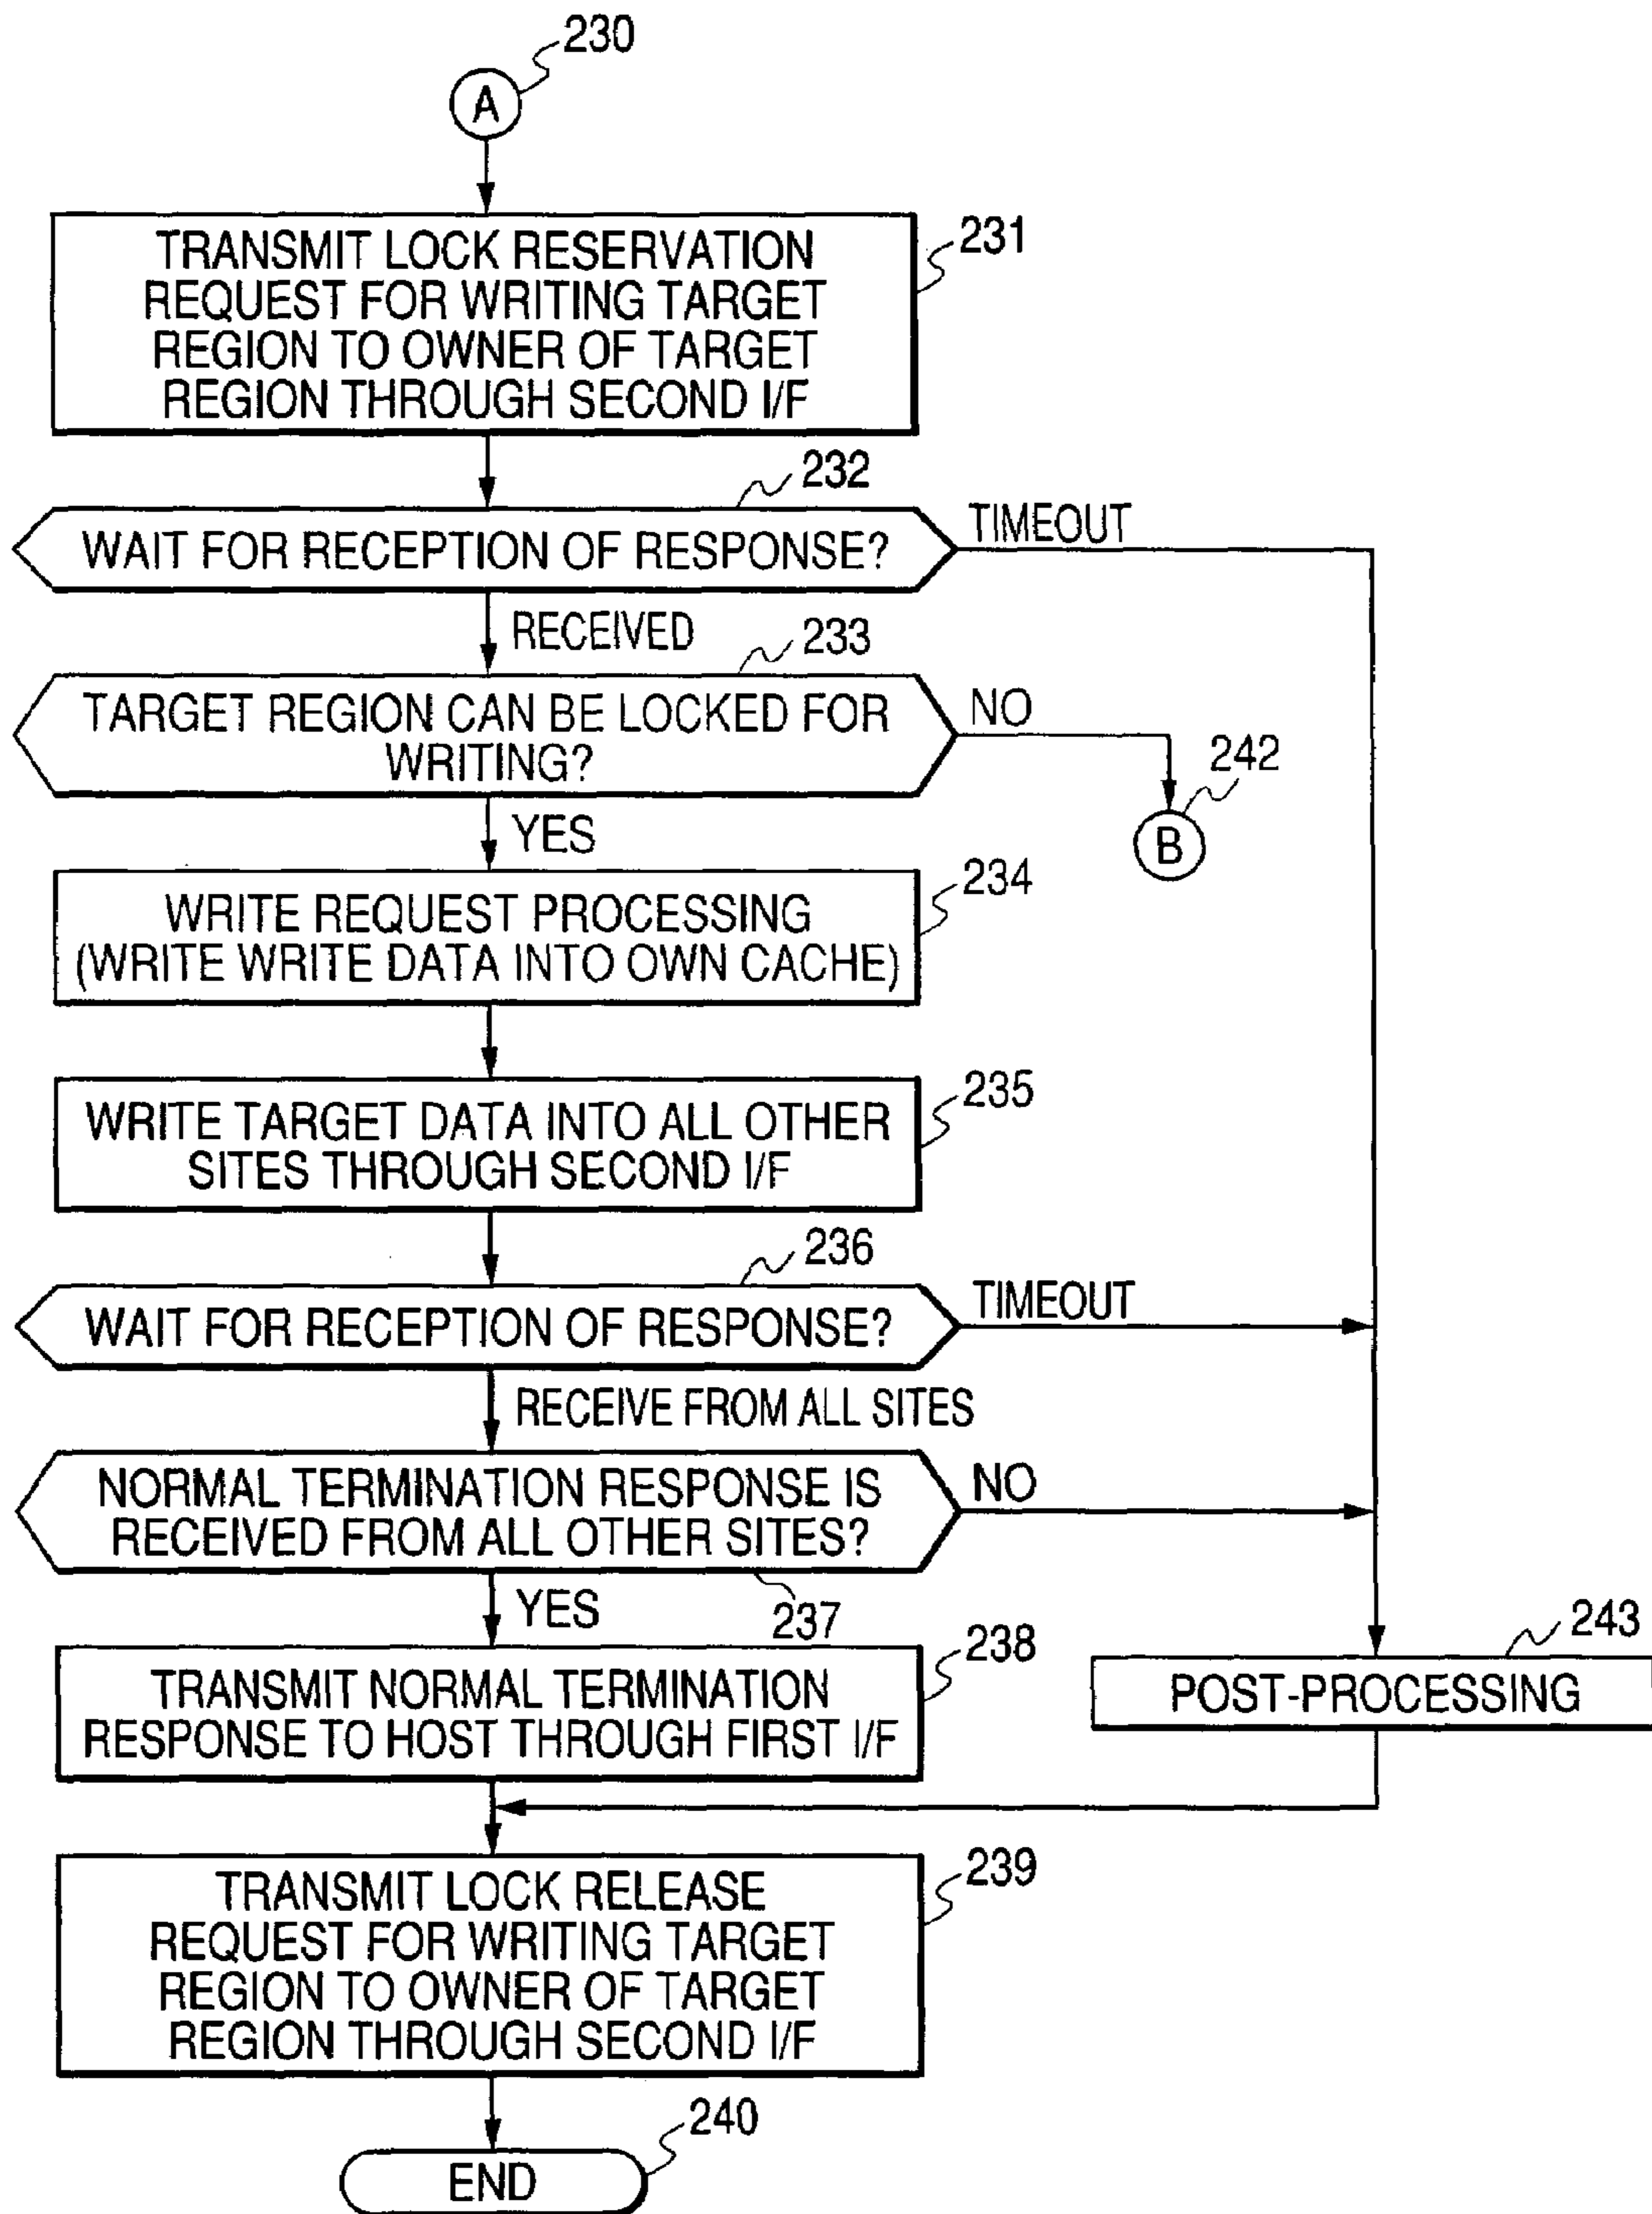 230
A
TRANSMIT LOCK RESERVATION
REQUEST FOR WRITING TARGET
REGION TO OWNER OF TARGET
REGION THROUGH SECOND I/F
231
232
WAIT FOR RECEPTION OF RESPONSE?
TIMEOUT
RECEIVED
233
TARGET REGION CAN BE LOCKED FOR
WRITING?
NO
242
B
YES
234
WRITE REQUEST PROCESSING
(WRITE WRITE DATA INTO OWN CACHE)
235
WRITE TARGET DATA INTO ALL OTHER
SITES THROUGH SECOND I/F
236
WAIT FOR RECEPTION OF RESPONSE?
TIMEOUT
RECEIVE FROM ALL SITES
NORMAL TERMINATION RESPONSE IS
RECEIVED FROM ALL OTHER SITES?
NO
YES
237
238
TRANSMIT NORMAL TERMINATION
RESPONSE TO HOST THROUGH FIRST I/F
243
POST-PROCESSING
239
TRANSMIT LOCK RELEASE
REQUEST FOR WRITING TARGET
REGION TO OWNER OF TARGET
REGION THROUGH SECOND I/F
240
END